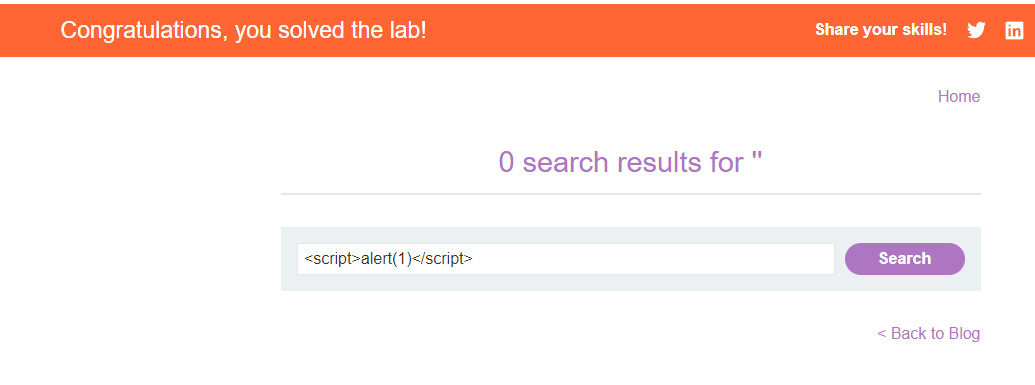 Congratulations, you solved the lab!
Share your skills!
Home
0 search results for ''
<script>alert(1)</script>
Search
< Back to Blog